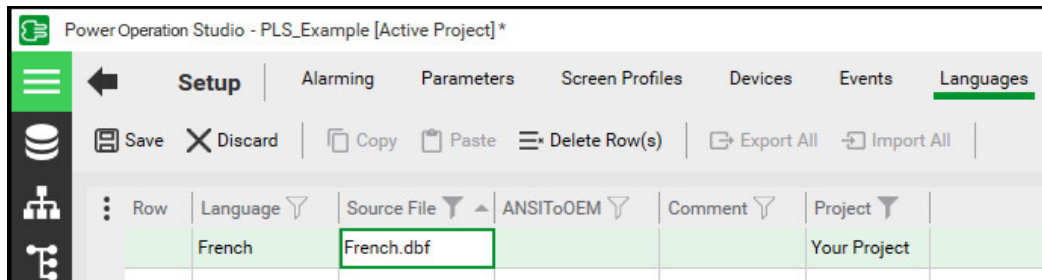 Power Operation Studio - PLS_Example [Active Project] *
Setup Alarming Parameters Screen Profiles Devices Events Languages
Save Discard Copy Paste Delete Row(s) Export All Import All
Row Language Source File ANSIToOEM Comment Project
French French.dbf Your Project